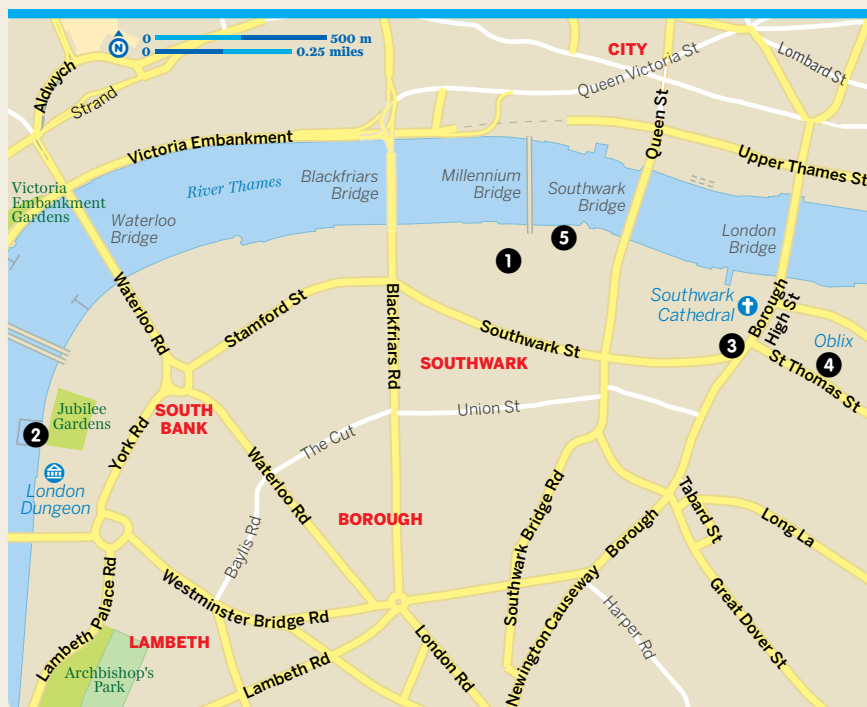 N
0
500 m
0
0.25 miles
CITY
Queen Victoria St
Lombard St
Aldwych
Strand
Victoria Embankment
Queen St
Upper Thames St
Victoria
Embankment
Gardens
River Thames
Waterloo
Bridge
Blackfriars
Bridge
Millennium
Bridge
Southwark
Bridge
London
Bridge
5
1
Waterloo Rd
Stamford St
Blackfriars Rd
Southwark St
Southwark
Cathedral
Borough
High St
3
Oblix
4
St Thomas St
SOUTHWARK
SOUTH
BANK
Union St
Jubilee
Gardens
2
York Rd
The Cut
Waterloo Rd
London
Dungeon
BOROUGH
Southwark Bridge Rd
Borough
Tabard St
Long La
Baylis Rd
Westminster Bridge Rd
Newington Causeway
Harper Rd
Great Dover St
Lambeth Palace Rd
LAMBETH
Archbishop's
Park
Lambeth Rd
London Rd